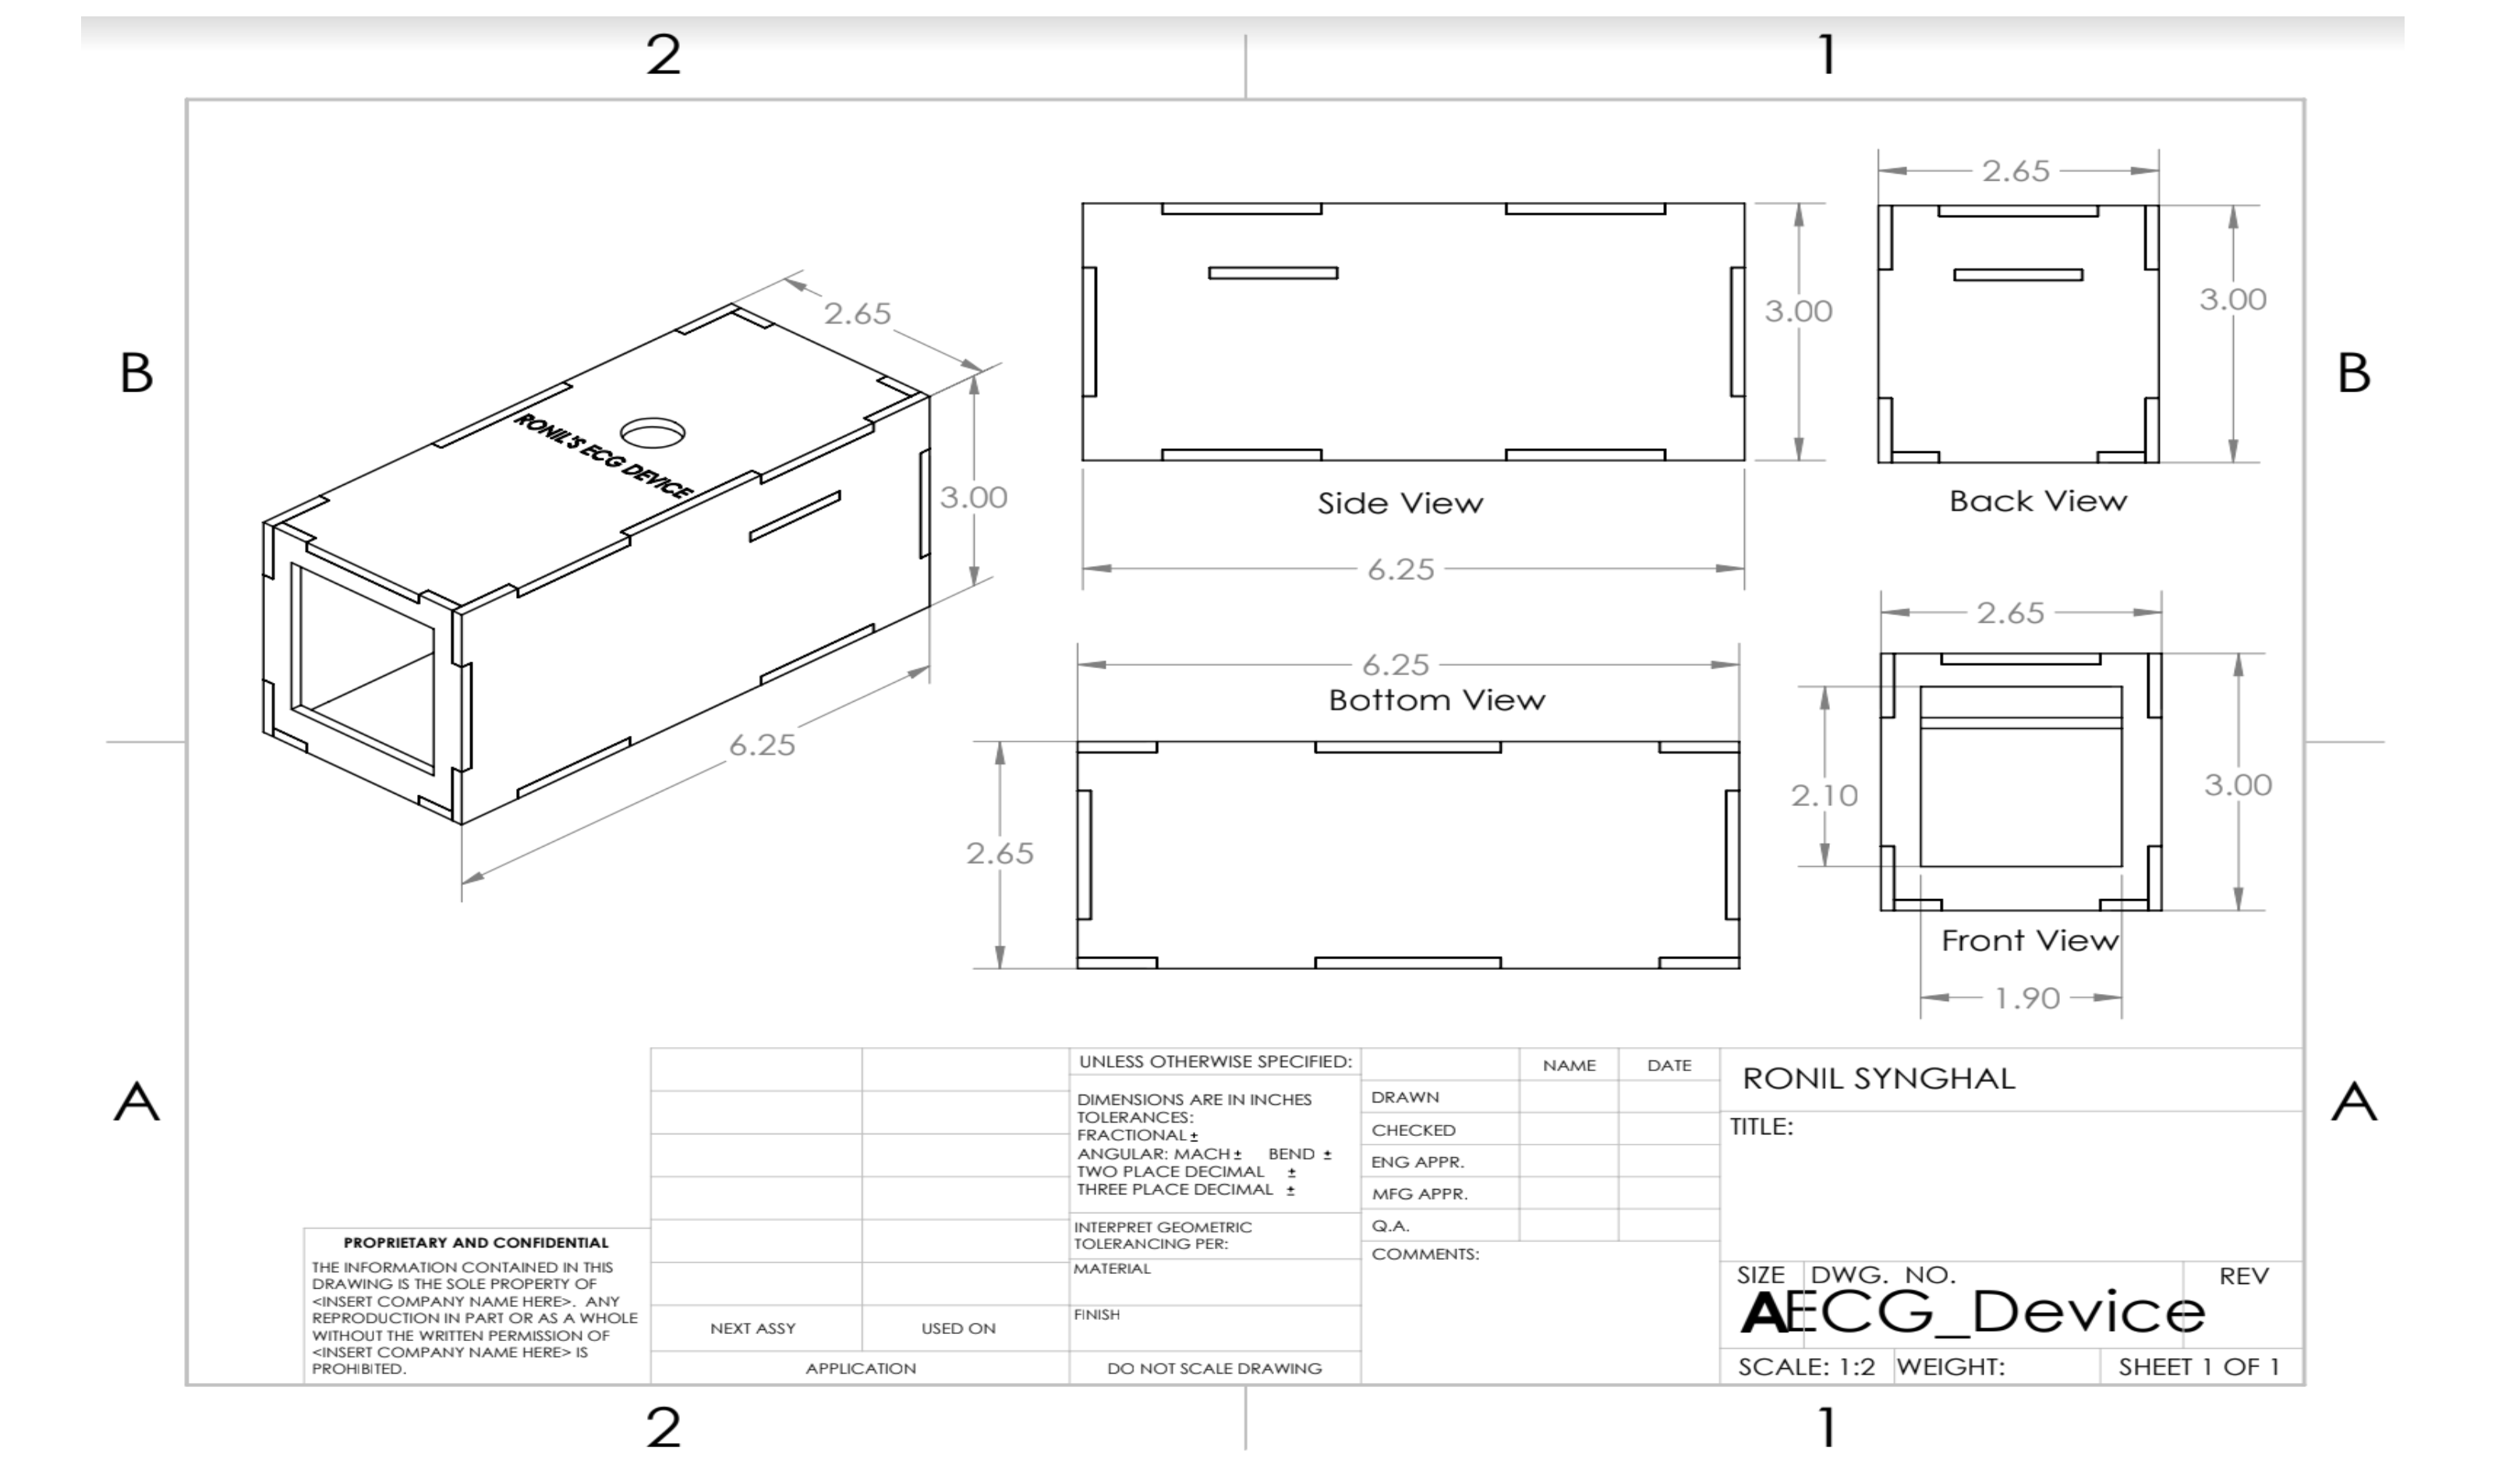 2
1
B
B
A
A
2
1
2.65
3.00
6.25
RONIL'S ECG DEVICE
3.00
6.25
Side View
2.65
3.00
Back View
6.25
Bottom View
2.65
2.65
2.10
3.00
Front View
1.90
PROPRIETARY AND CONFIDENTIAL
THE INFORMATION CONTAINED IN THIS
DRAWING IS THE SOLE PROPERTY OF
<INSERT COMPANY NAME HERE>. ANY
REPRODUCTION IN PART OR AS A WHOLE
WITHOUT THE WRITTEN PERMISSION OF
<INSERT COMPANY NAME HERE> IS
PROHIBITED.
NEXT ASSY
USED ON
APPLICATION
UNLESS OTHERWISE SPECIFIED:
DIMENSIONS ARE IN INCHES
TOLERANCES:
FRACTIONAL ±
ANGULAR: MACH ± BEND ±
TWO PLACE DECIMAL ±
THREE PLACE DECIMAL ±
INTERPRET GEOMETRIC
TOLERANCING PER:
MATERIAL
FINISH
DO NOT SCALE DRAWING
NAME
DATE
DRAWN
CHECKED
ENG APPR.
MFG APPR.
Q.A.
COMMENTS:
RONIL SYNGHAL
TITLE:
SIZE
DWG. NO.
REV
A
ECG_Device
SCALE: 1:2
WEIGHT:
SHEET 1 OF 1